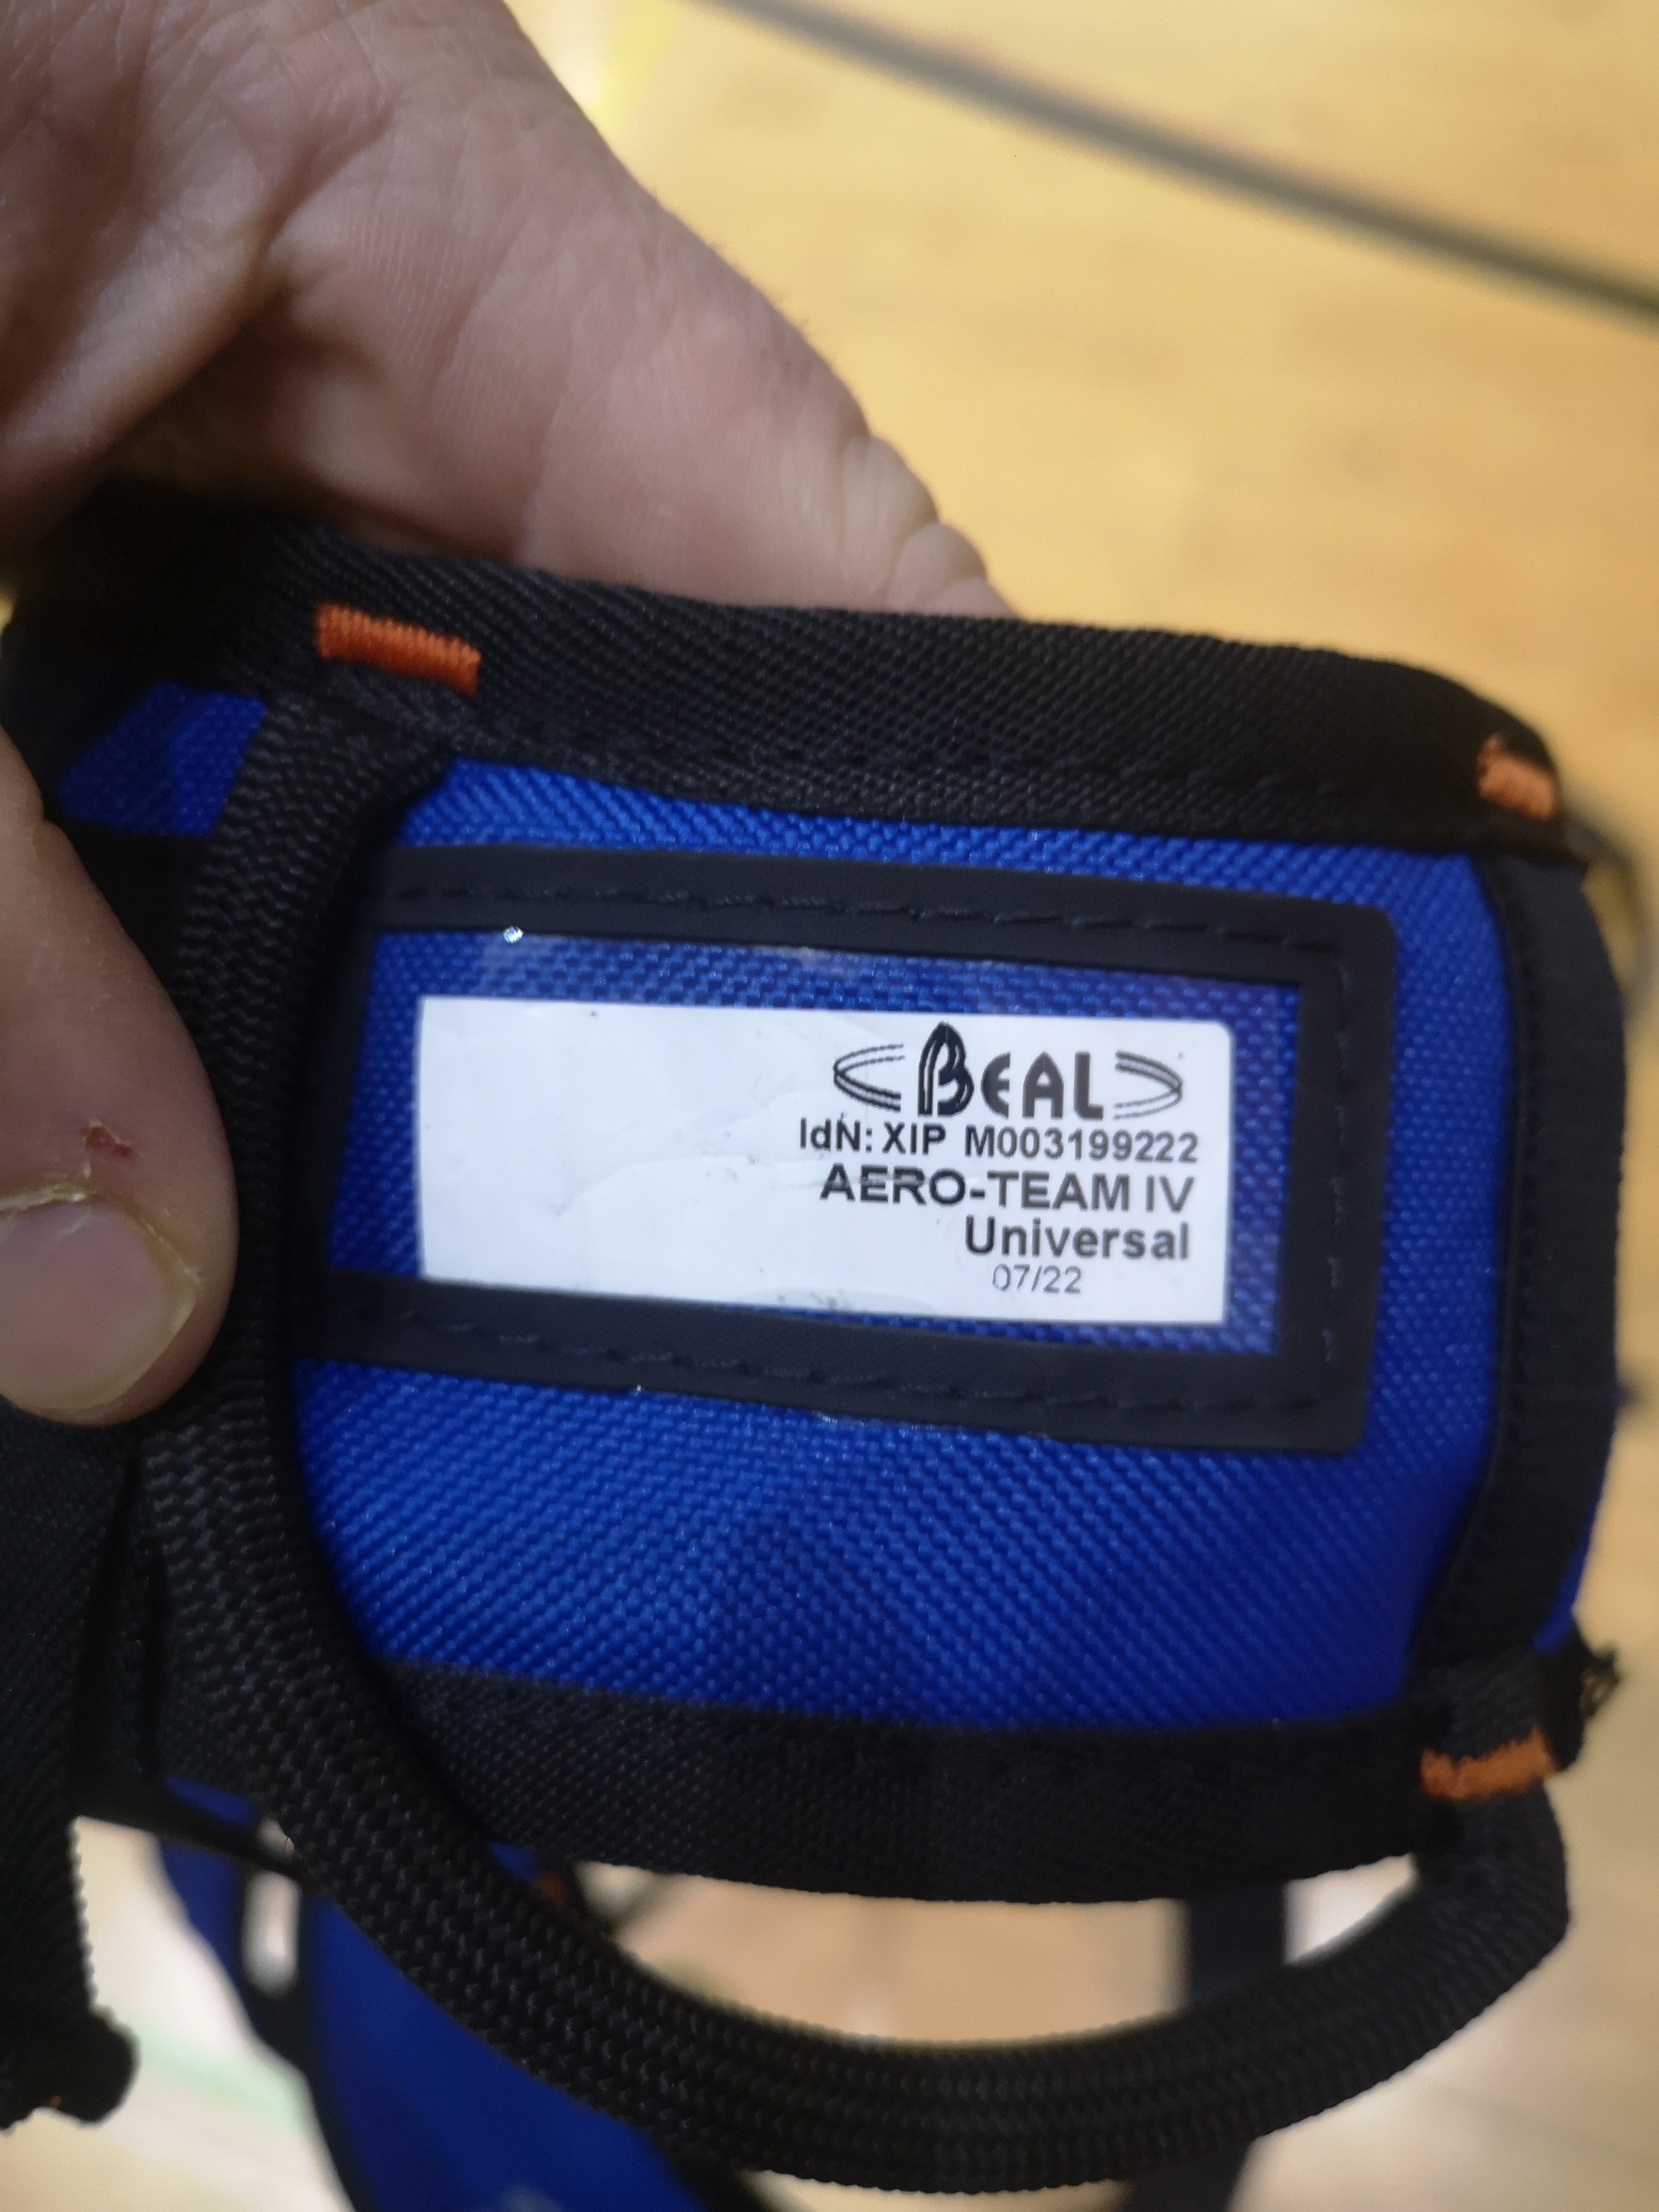 BEAL
IdN: XIP M003199222
AERO-TEAM IV
Universal
07/22